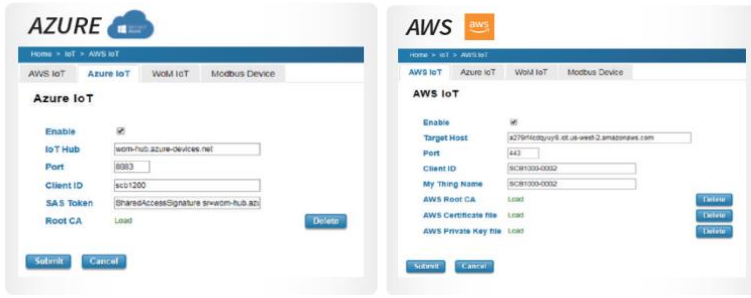 AZURE
Home > IoT > AWS IoT
AWS IoT Azure IoT WoM IoT Modbus Device
Azure IoT
Enable
IoT Hub wom-hub.azure-devices.net
Port 8883
Client ID scb1200
SAS Token SharedAccessSignature sr=wom-hub.azu
Root CA Load Delete
Submit Cancel
AWS aws
Home > IoT > AWS IoT
AWS IoT Azure IoT WoM IoT Modbus Device
AWS IoT
Enable
Target Host
Port 443
Client ID SCB1000-0002
My Thing Name SCB1000-0002
AWS Root CA Load Delete
AWS Certificate file Load Delete
AWS Private Key file Load Delete
Submit Cancel